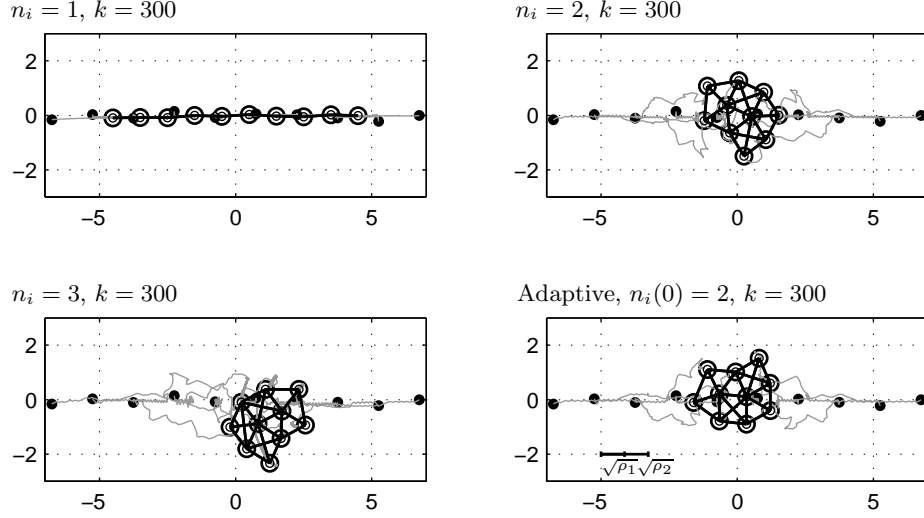 n_i = 1, k = 300
2
0
−2
−5 0 5
n_i = 2, k = 300
2
0
−2
−5 0 5
n_i = 3, k = 300
2
0
−2
−5 0 5
Adaptive, n_i(0) = 2, k = 300
2
0
−2
√ρ₁√ρ₂
−5 0 5